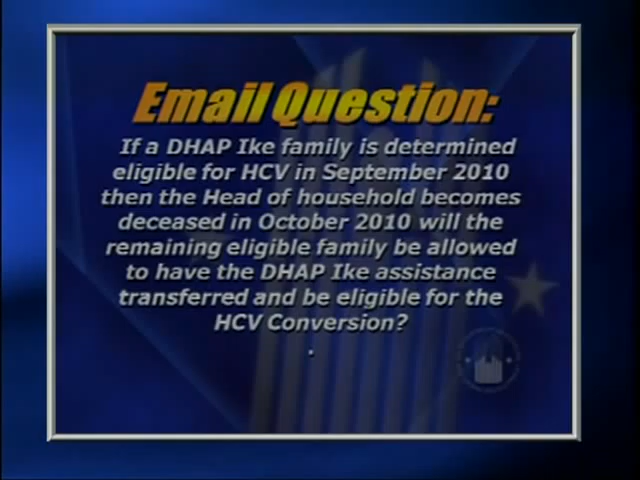 Email Question:
If a DHAP Ike family is determined
eligible for HCV in September 2010
then the Head of household becomes
deceased in October 2010 will the
remaining eligible family be allowed
to have the DHAP Ike assistance
transferred and be eligible for the
HCV Conversion?
.